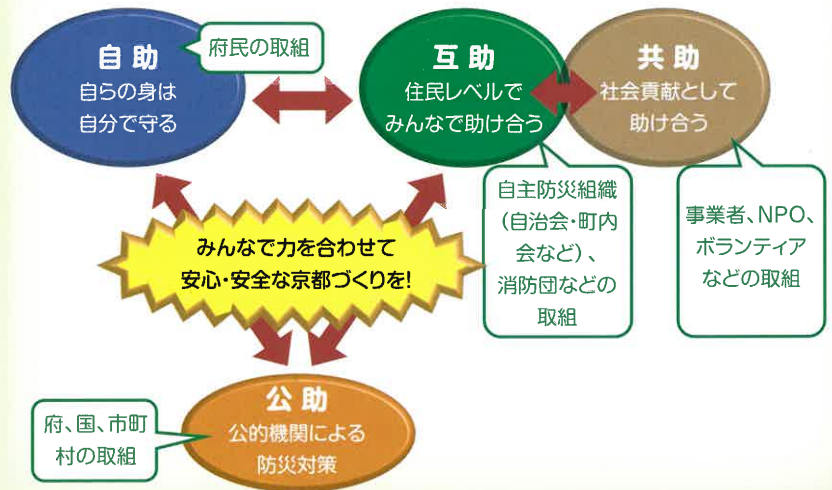 自助
自らの身は
自分で守る
府民の取組
互助
住民レベルで
みんなで助け合う
共助
社会貢献として
助け合う
自主防災組織
(自治会・町内
会など)、
消防団などの
取組
事業者、NPO、
ボランティア
などの取組
みんなで力を合わせて
安心・安全な京都づくりを!
公助
公的機関による
防災対策
府、国、市町
村の取組